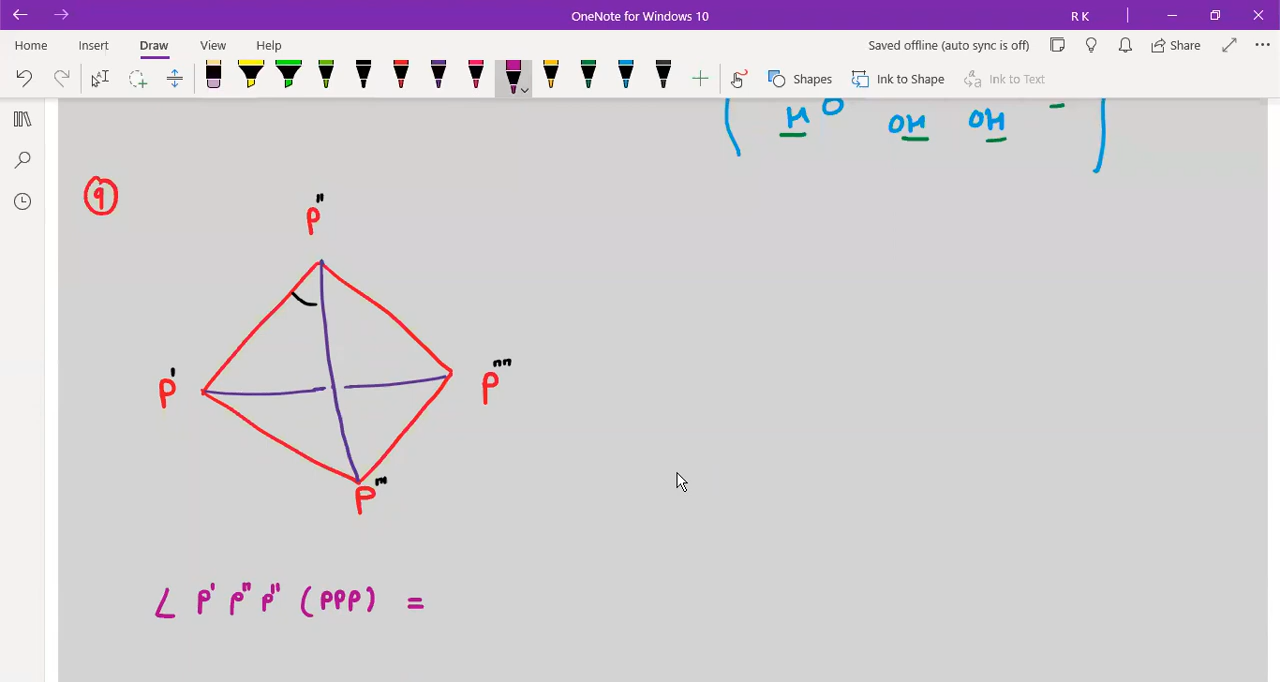 OneNote for Windows 10
R K
Home Insert Draw View Help
Saved offline (auto sync is off)
Share
Shapes
Ink to Shape
Ink to Text
H O OH OH
9
P"
P' P""
P'''
∠ P' P''' P" (PPP) =